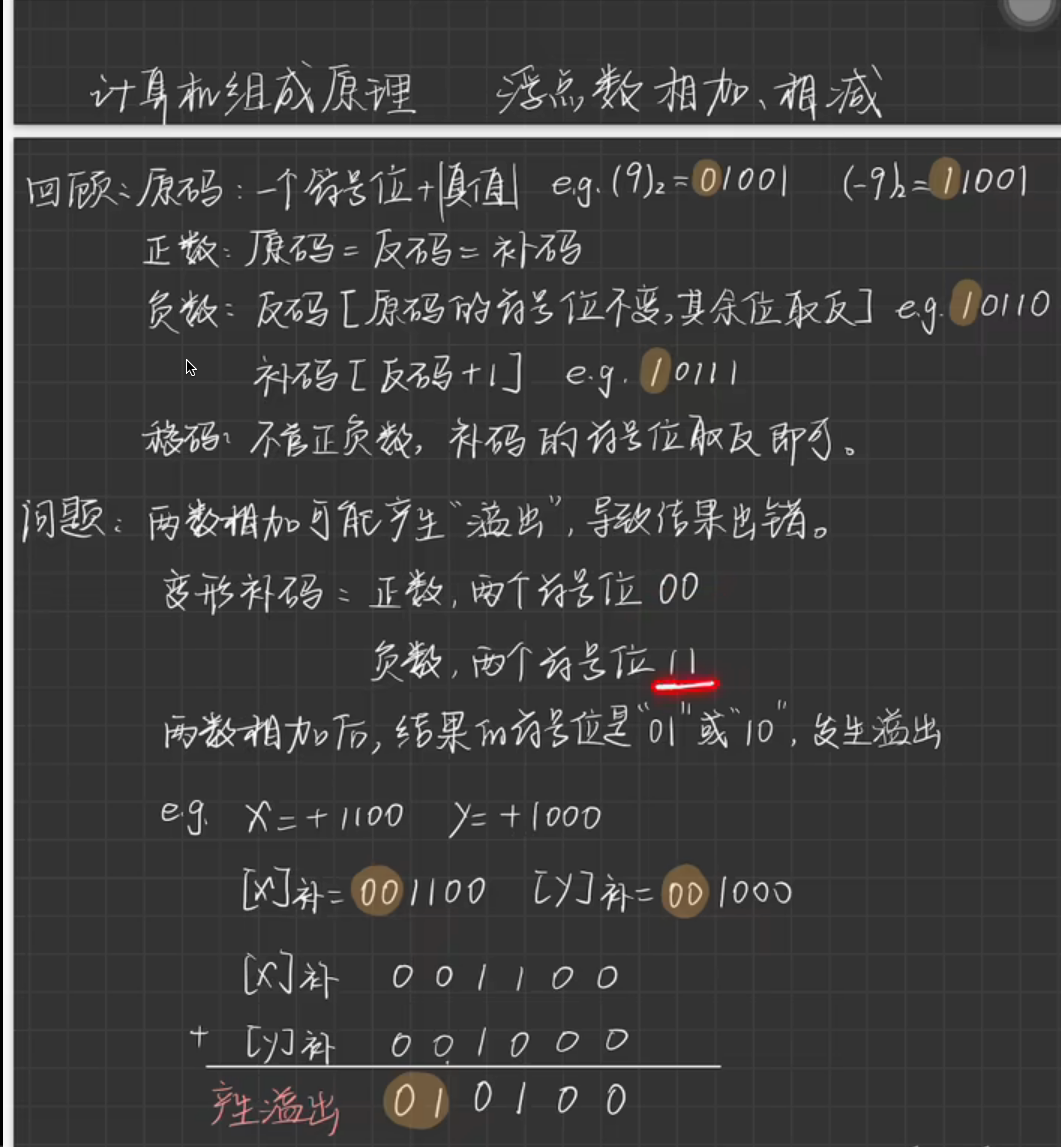 计算机组成原理 浮点数相加、相减
回顾：原码：一个符号位+|真值| e.g.(9)₂=01001 (-9)₂=11001
正数：原码=反码=补码
负数：反码[原码的符号位不变,其余位取反] e.g.10110
补码[反码+1] e.g.10111
移码：不管正负数，补码的符号位取反即可。
问题：两数相加可能产生“溢出”，导致结果出错。
变形补码：正数，两个符号位 00
负数，两个符号位 11
两数相加后，结果的符号位是“01”或“10”，发生溢出
e.g. X=+1100 Y=+1000
[X]补=001100 [Y]补=001000
[X]补 0 0 1 1 0 0
+ [Y]补 0 0 1 0 0 0
产生溢出 0 1 0 1 0 0